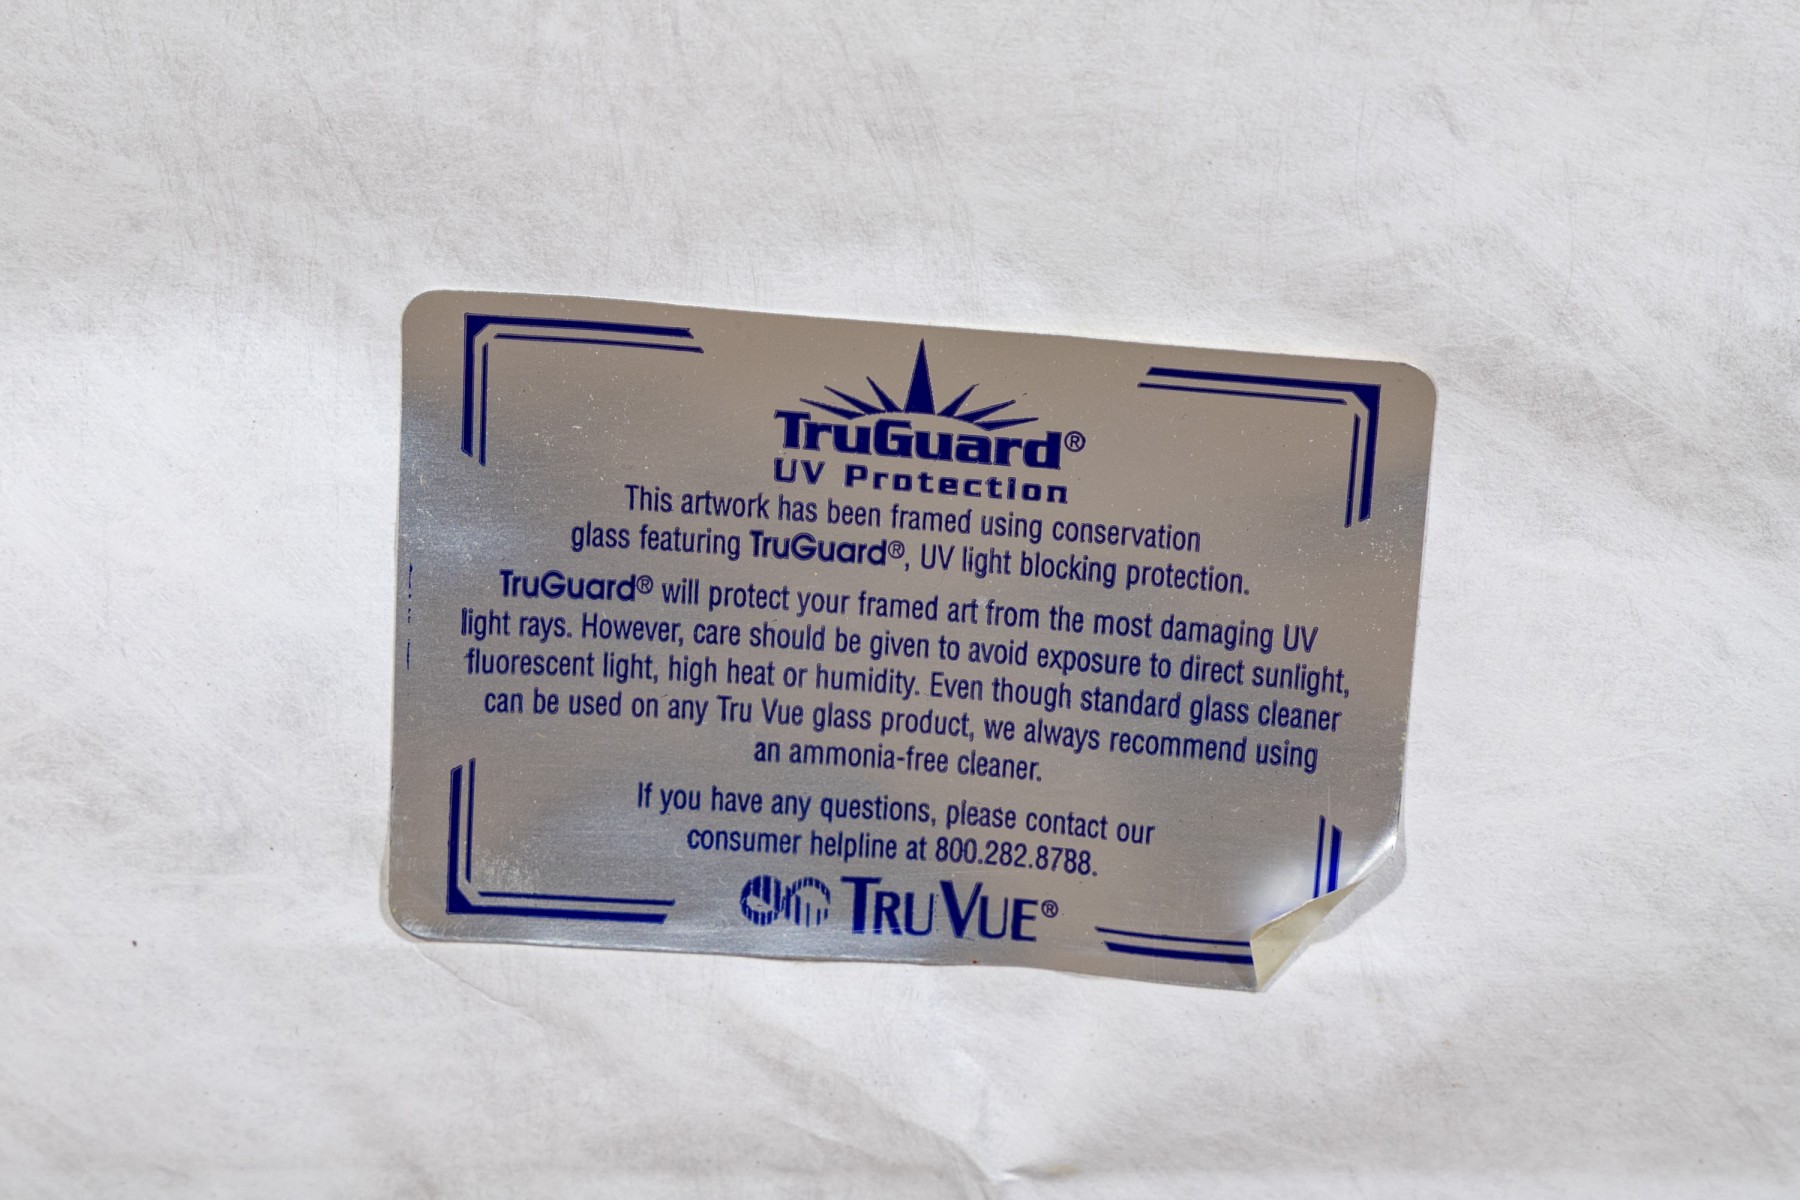 TruGuard®
UV Protection
This artwork has been framed using conservation
glass featuring TruGuard®, UV light blocking protection.
TruGuard® will protect your framed art from the most damaging UV
light rays. However, care should be given to avoid exposure to direct sunlight,
fluorescent light, high heat or humidity. Even though standard glass cleaner
can be used on any Tru Vue glass product, we always recommend using
an ammonia-free cleaner.
If you have any questions, please contact our
consumer helpline at 800.282.8788.
TRU VUE®